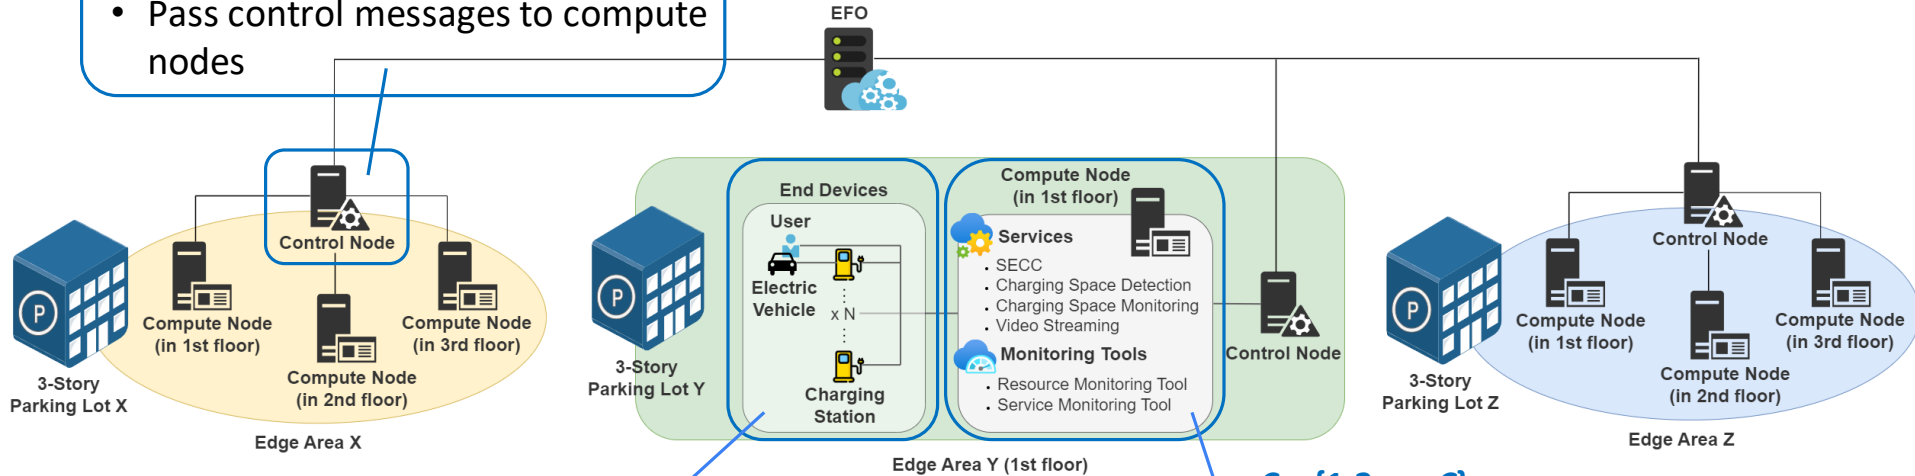 • Pass control messages to compute
nodes
EFO
Control Node
Compute Node
(in 1st floor)
Compute Node
(in 2nd floor)
Compute Node
(in 3rd floor)
P
3-Story
Parking Lot X
Edge Area X
P
3-Story
Parking Lot Y
End Devices
User
Electric
Vehicle
x N
Charging
Station
Compute Node
(in 1st floor)
Services
• SECC
• Charging Space Detection
• Charging Space Monitoring
• Video Streaming
Monitoring Tools
• Resource Monitoring Tool
• Service Monitoring Tool
Control Node
Edge Area Y (1st floor)
P
3-Story
Parking Lot Z
Control Node
Compute Node
(in 1st floor)
Compute Node
(in 2nd floor)
Compute Node
(in 3rd floor)
Edge Area Z